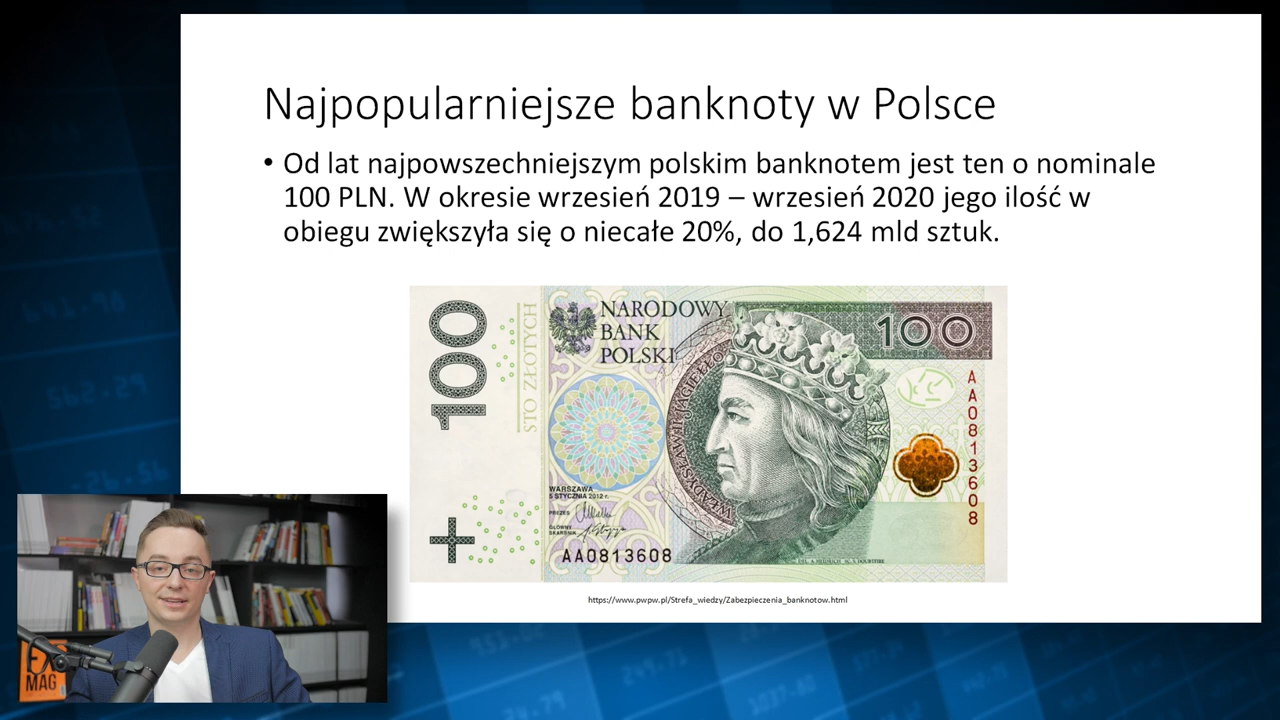 Najpopularniejsze banknoty w Polsce
• Od lat najpowszechniejszym polskim banknotem jest ten o nominale
100 PLN. W okresie wrzesień 2019 – wrzesień 2020 jego ilość w
obiegu zwiększyła się o niecałe 20%, do 1,624 mld sztuk.
100
STO ZŁOTYCH
NARODOWY
BANK
POLSKI
100
WŁADYSŁAW II JAGIEŁŁO
AA0813608
WARSZAWA
5 STYCZNIA 2012 r.
PREZES
GŁÓWNY
SKARBNIK
AA0813608
https://www.pwpw.pl/Strefa_wiedzy/Zabezpieczenia_banknotow.html
FX
MAG